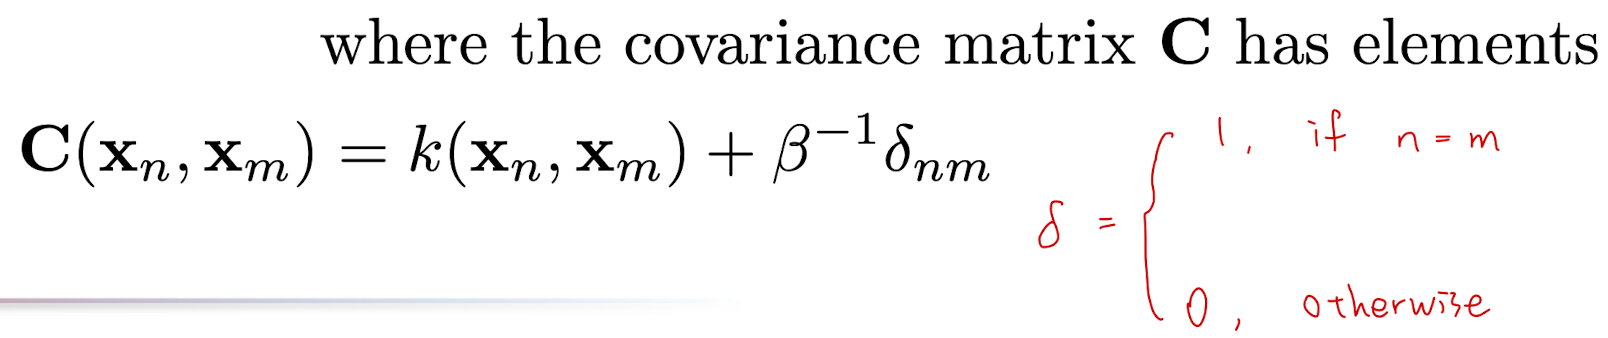 where the covariance matrix C has elements
C(xₙ, xₘ) = k(xₙ, xₘ) + β⁻¹δₙₘ
δ = { 1, if n = m
0, otherwise